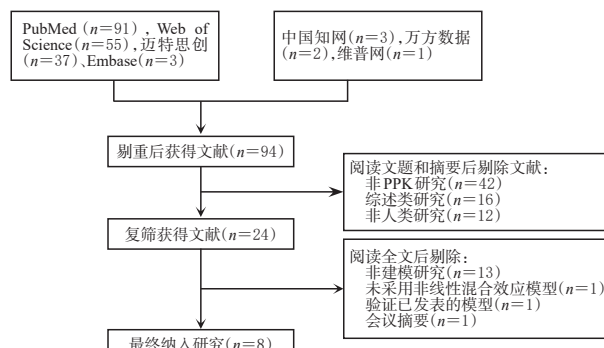 PubMed（n=91）, Web of
Science(n=55),迈特思创
(n=37)、Embase(n=3)
中国知网(n=3),万方数据
(n=2),维普网(n=1)
剔重后获得文献(n=94)
阅读文题和摘要后剔除文献：
非PPK研究(n=42)
综述类研究(n=16)
非人类研究(n=12)
复筛获得文献(n=24)
阅读全文后剔除：
非建模研究(n=13)
未采用非线性混合效应模型(n=1)
验证已发表的模型(n=1)
会议摘要(n=1)
最终纳入研究(n=8)